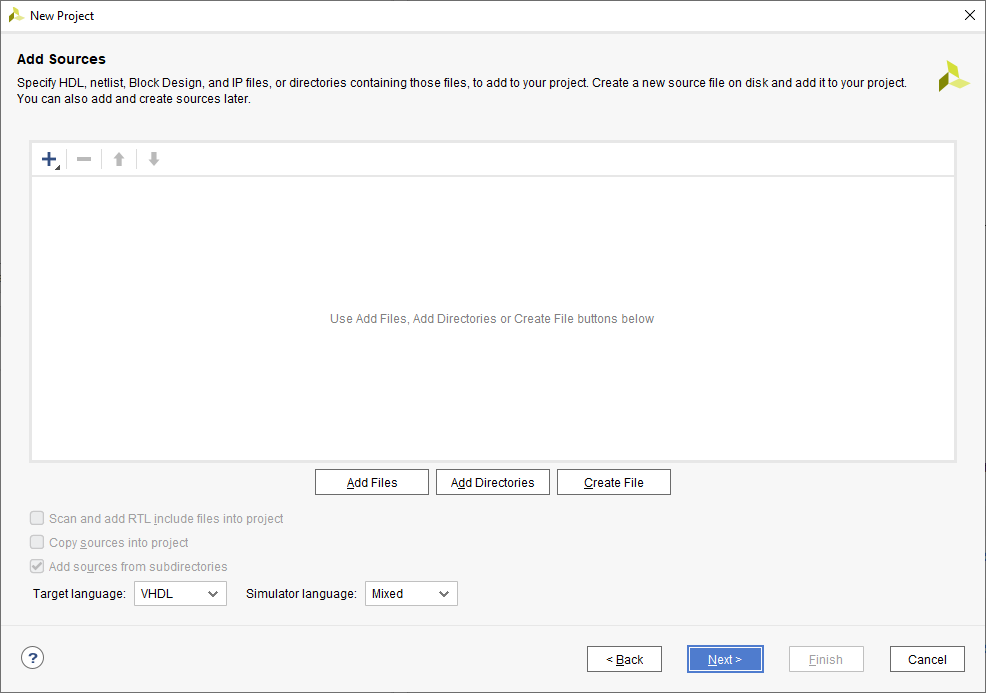 New Project
Add Sources
Specify HDL, netlist, Block Design, and IP files, or directories containing those files, to add to your project. Create a new source file on disk and add it to your project.
You can also add and create sources later.
Use Add Files, Add Directories or Create File buttons below
Add Files Add Directories Create File
Scan and add RTL include files into project
Copy sources into project
Add sources from subdirectories
Target language: VHDL Simulator language: Mixed
? < Back Next > Finish Cancel